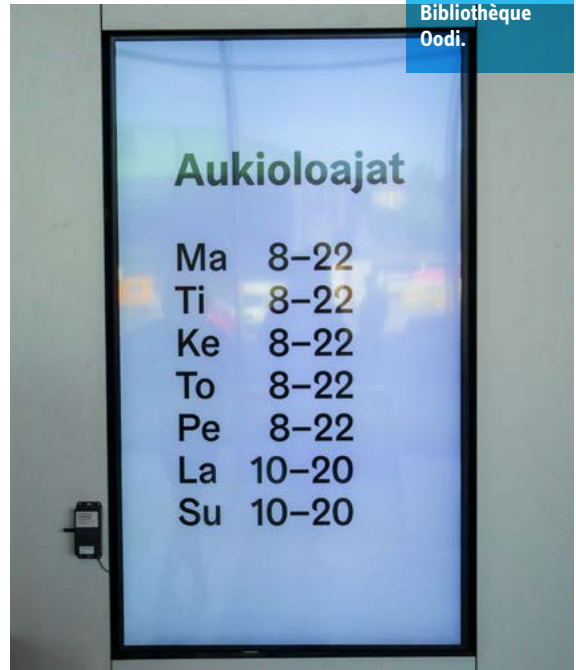 Bibliothèque
Oodi.
Aukioloajat
Ma 8–22
Ti 8–22
Ke 8–22
To 8–22
Pe 8–22
La 10–20
Su 10–20